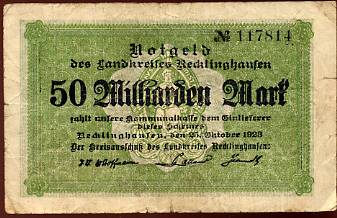 № 117814
Notgeld
des Landkreises Recklinghausen
50 Milliarden Mark
zahlt unsere Kommunalkasse dem Einlieferer
dieses Scheines
Recklinghausen, den 25. Oktober 1923
Der Kreisausschuß des Landkreises Recklinghausen: